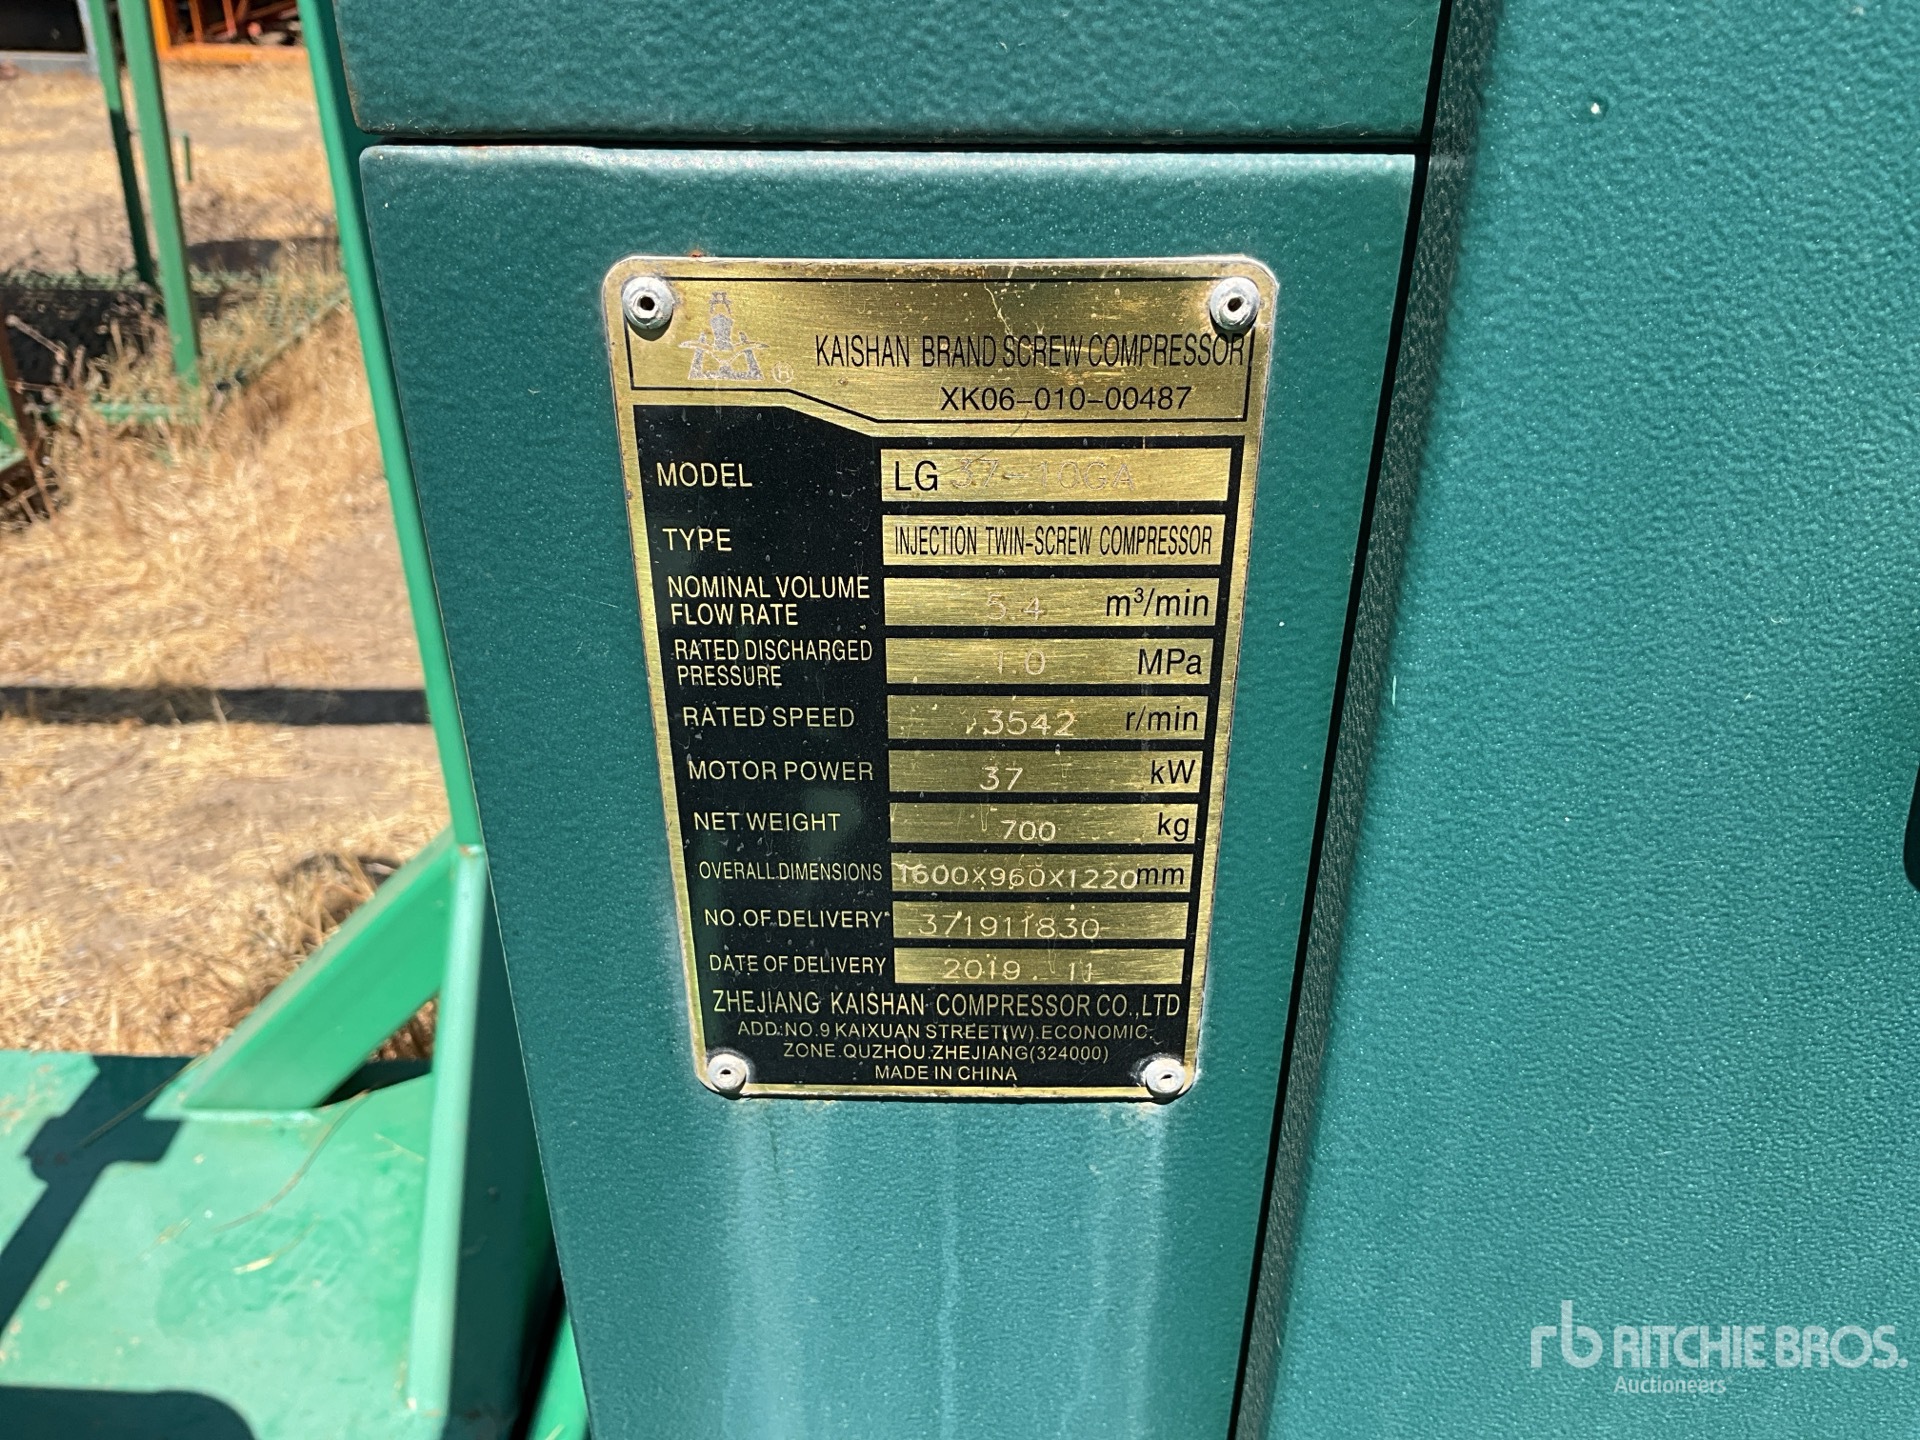 KAISHAN BRAND SCREW COMPRESSOR
XK06-010-00487
®
MODEL LG 37-10GA
TYPE INJECTION TWIN-SCREW COMPRESSOR
NOMINAL VOLUME
FLOW RATE 5.4 m³/min
RATED DISCHARGED
PRESSURE 1.0 MPa
RATED SPEED 3542 r/min
MOTOR POWER 37 kW
NET WEIGHT 700 kg
OVERALL DIMENSIONS 1600X960X1220 mm
NO.OF DELIVERY 371911830
DATE OF DELIVERY 2019.11
ZHEJIANG KAISHAN COMPRESSOR CO.,LTD
ADD:NO.9 KAIXUAN STREET(W).ECONOMIC
ZONE.QUZHOU.ZHEJIANG(324000)
MADE IN CHINA
rb RITCHIE BROS.
Auctioneers